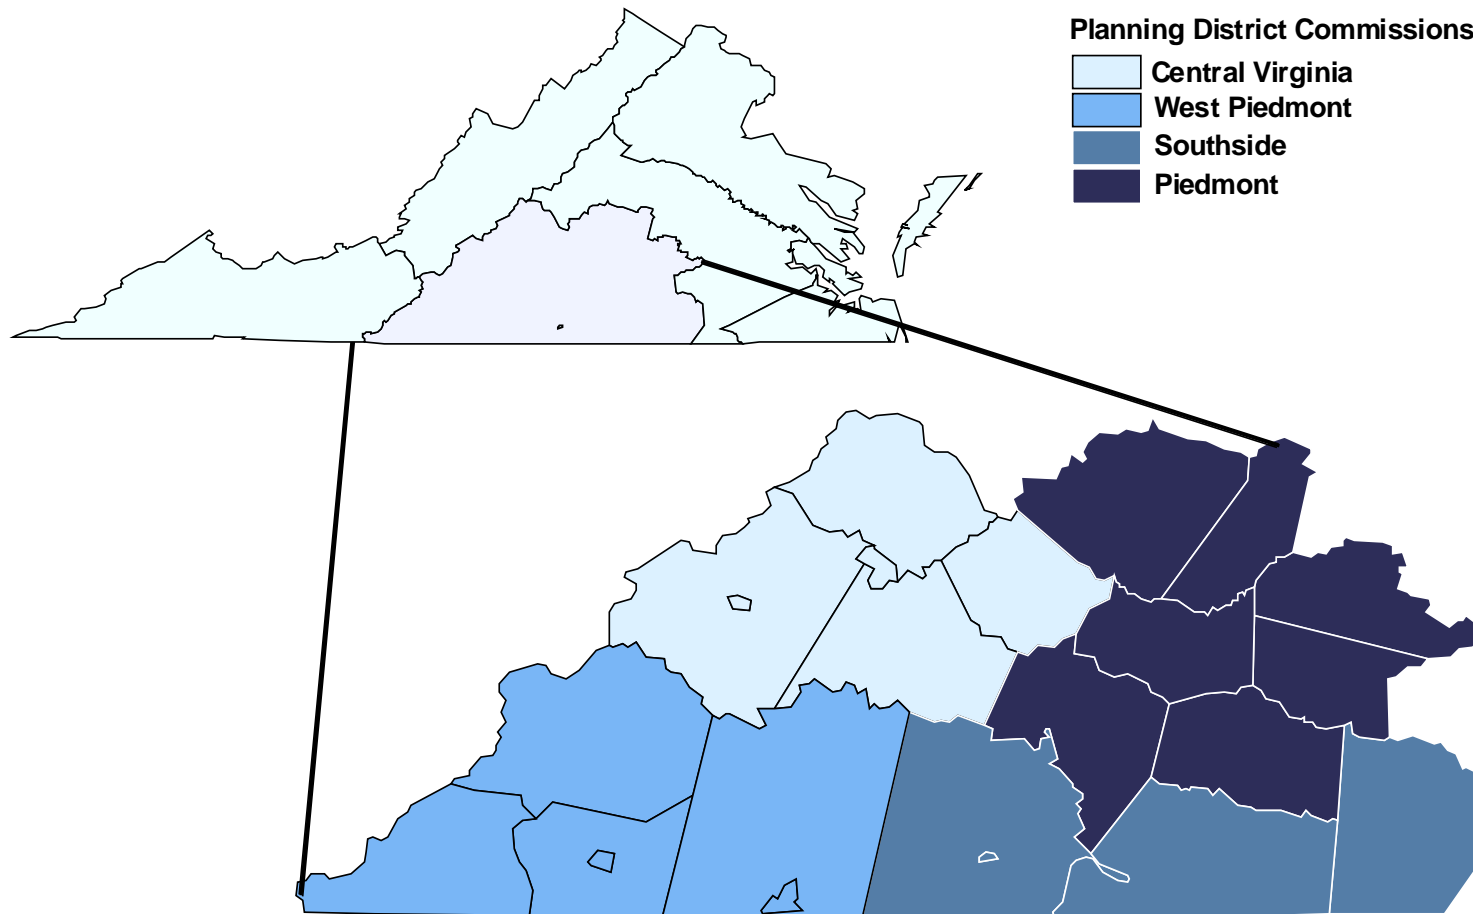 Planning District Commissions
Central Virginia
West Piedmont
Southside
Piedmont